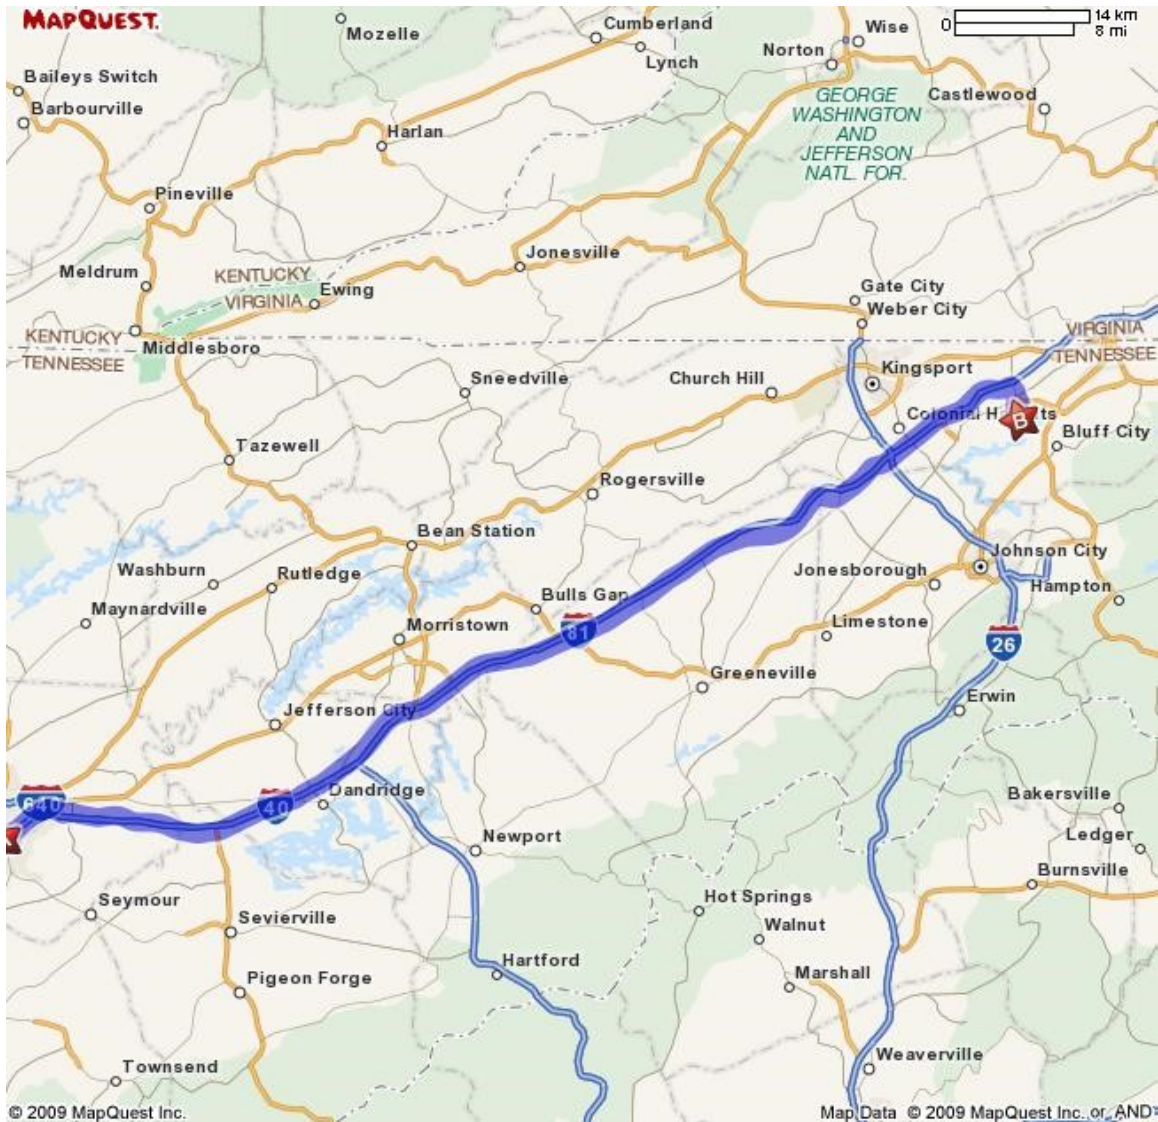 MAPQUEST.
14 km
0
8 mi
Mozelle
Cumberland
Lynch
Wise
Norton
Baileys Switch
Barbourville
Castlewood
GEORGE
WASHINGTON
AND
JEFFERSON
NATL. FOR.
Harlan
Pineville
Jonesville
Meldrum
KENTUCKY
VIRGINIA
Ewing
Gate City
Weber City
KENTUCKY
TENNESSEE
Middlesboro
VIRGINIA
TENNESSEE
Kingsport
Sneedville
Church Hill
Colonial H ts
B
Bluff City
Tazewell
Rogersville
Bean Station
Johnson City
Washburn
Rutledge
Jonesborough
Hampton
Maynardville
Bulls Gap
Morristown
81
Limestone
26
Greeneville
Jefferson City
Erwin
640
40
Dandridge
Bakersville
Ledger
Newport
Burnsville
Seymour
Hot Springs
Sevierville
Walnut
Hartford
Marshall
Pigeon Forge
Townsend
Weaverville
© 2009 MapQuest Inc.
Map Data © 2009 MapQuest Inc. or AND